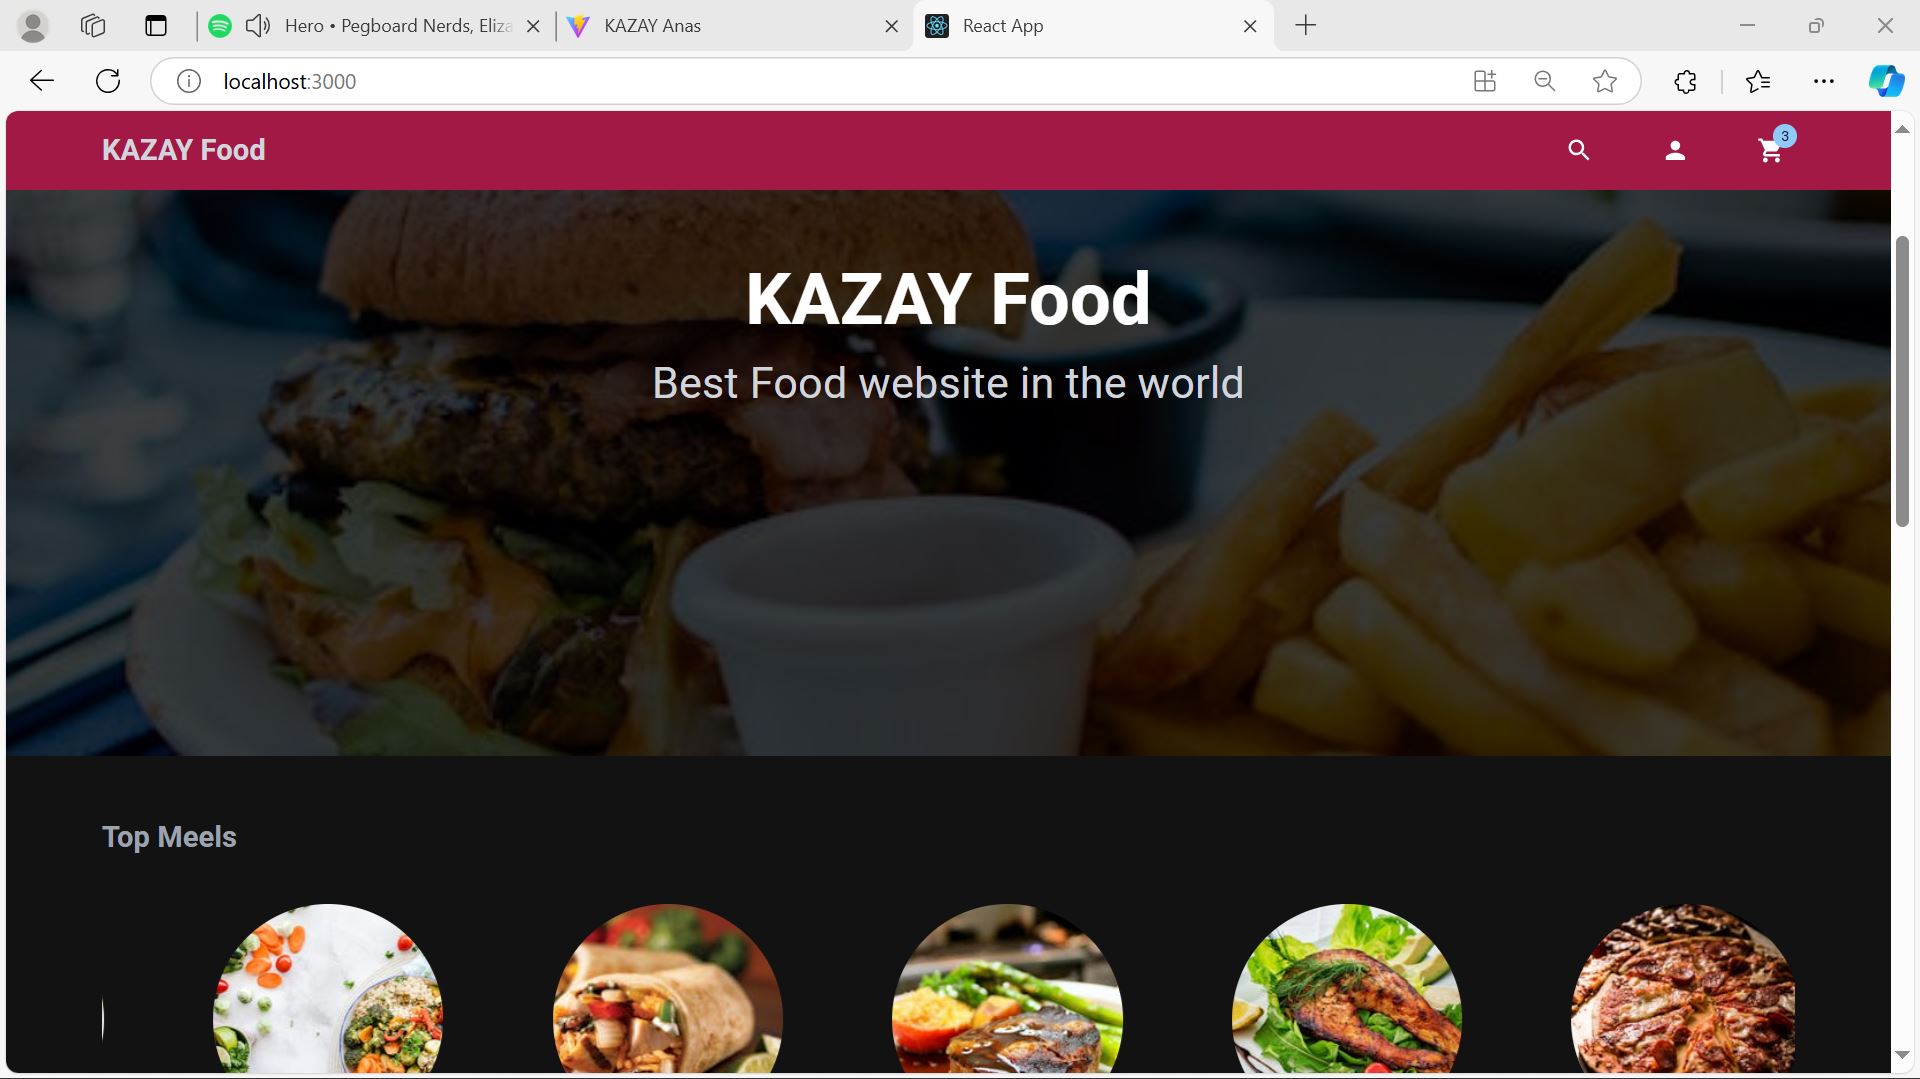 Hero • Pegboard Nerds, Eliza
KAZAY Anas
React App
localhost:3000
KAZAY Food
3
KAZAY Food
Best Food website in the world
Top Meels